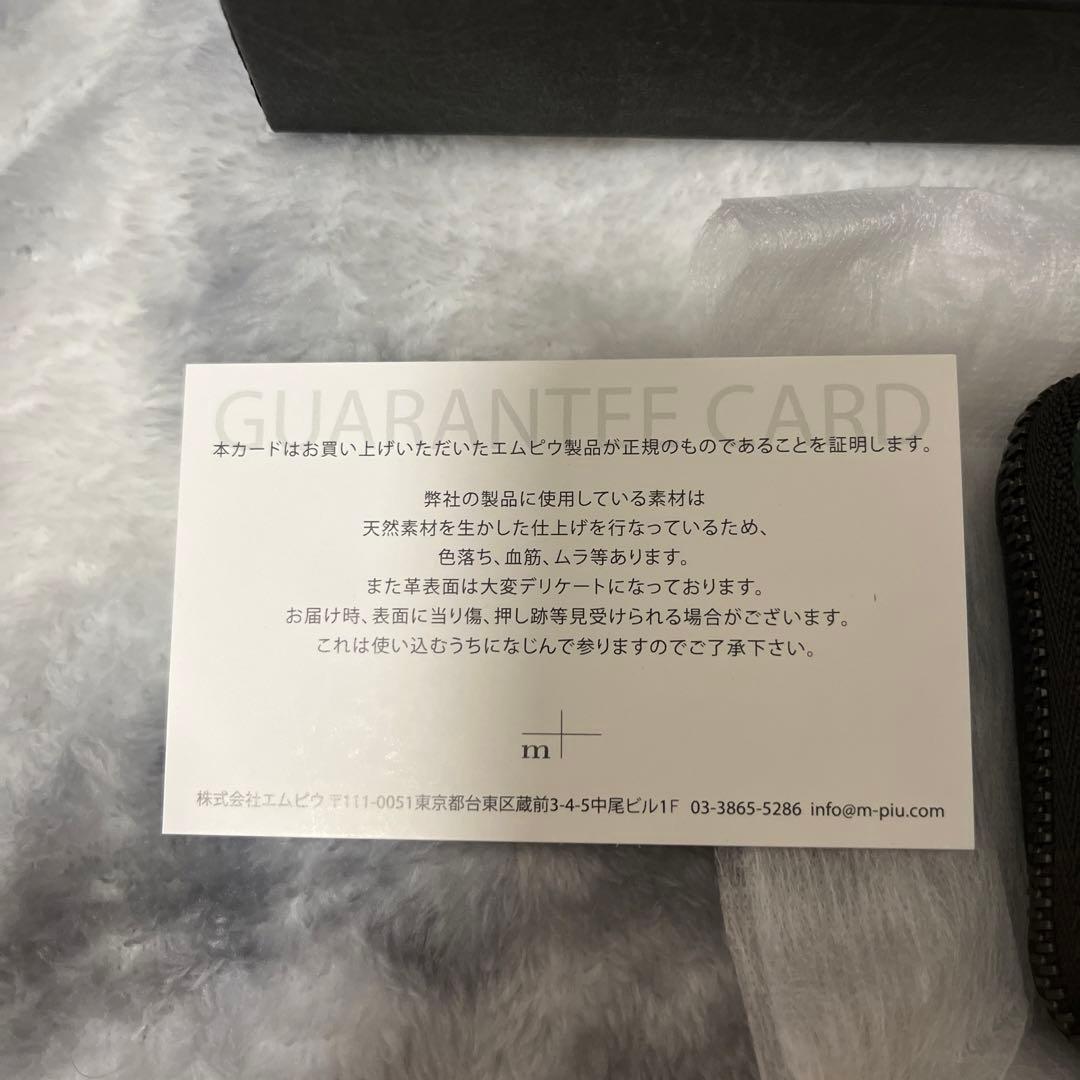 GUARANTEE CARD
本カードはお買い上げいただいたエムピウ製品が正規のものであることを証明します。
弊社の製品に使用している素材は
天然素材を生かした仕上げを行なっているため、
色落ち、血筋、ムラ等あります。
また革表面は大変デリケートになっております。
お届け時、表面に当り傷、押し跡等見受けられる場合がございます。
これは使い込むうちになじんで参りますのでご了承下さい。
m+
株式会社エムピウ 〒111-0051東京都台東区蔵前3-4-5中尾ビル1F 03-3865-5286 info@m-piu.com